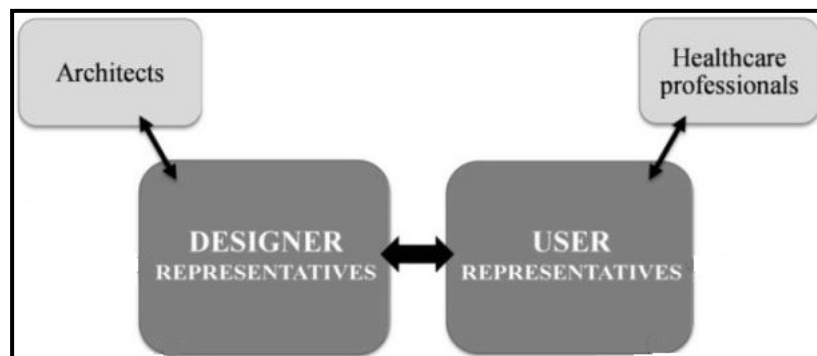 Architects
Healthcare
professionals
DESIGNER
REPRESENTATIVES
USER
REPRESENTATIVES